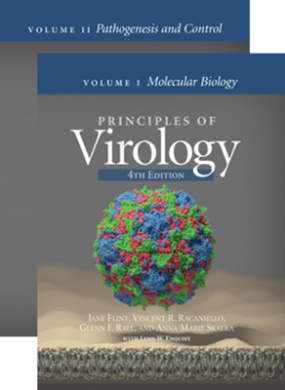 VOLUME II Pathogenesis and Control
VOLUME I Molecular Biology
PRINCIPLES OF
Virology
4TH EDITION
JANE FLINT, VINCENT R. RACANIELLO,
GLENN F. RALL, AND ANNA MARIE SKALKA
WITH LYNN W. ENQUIST